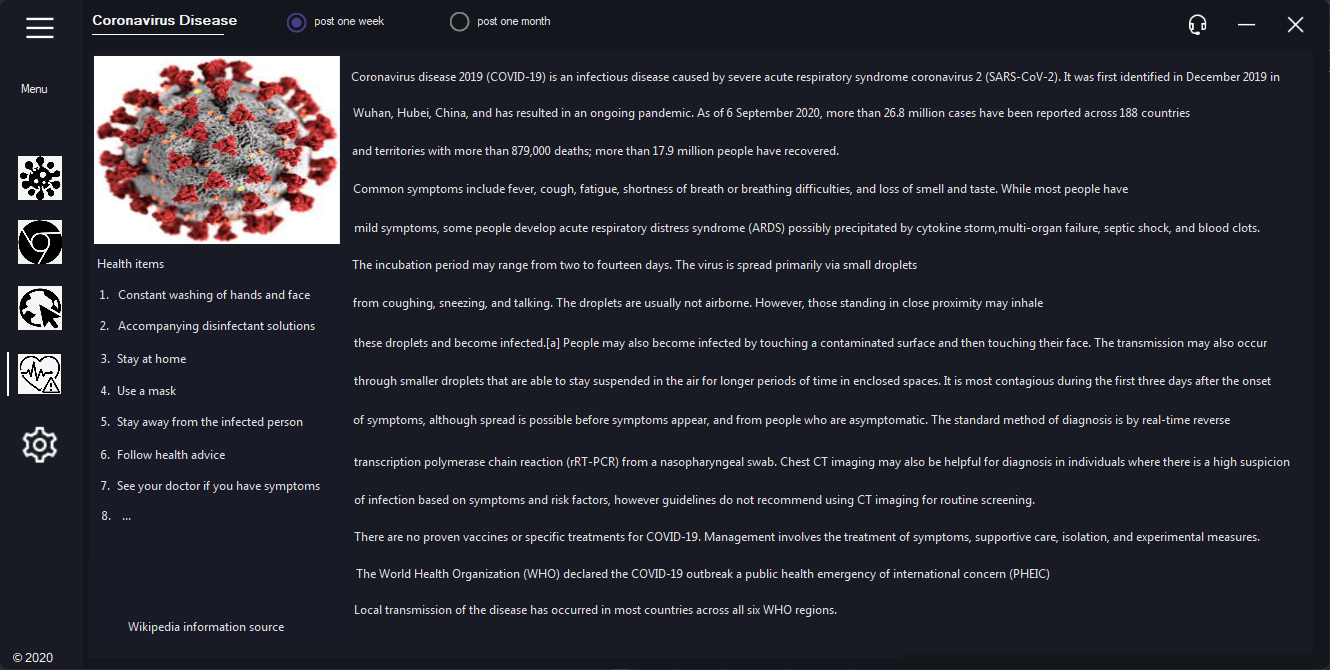 Coronavirus Disease
post one week
post one month
Menu
Coronavirus disease 2019 (COVID-19) is an infectious disease caused by severe acute respiratory syndrome coronavirus 2 (SARS-CoV-2). It was first identified in December 2019 in
Wuhan, Hubei, China, and has resulted in an ongoing pandemic. As of 6 September 2020, more than 26.8 million cases have been reported across 188 countries
and territories with more than 879,000 deaths; more than 17.9 million people have recovered.
Common symptoms include fever, cough, fatigue, shortness of breath or breathing difficulties, and loss of smell and taste. While most people have
mild symptoms, some people develop acute respiratory distress syndrome (ARDS) possibly precipitated by cytokine storm,multi-organ failure, septic shock, and blood clots.
The incubation period may range from two to fourteen days. The virus is spread primarily via small droplets
from coughing, sneezing, and talking. The droplets are usually not airborne. However, those standing in close proximity may inhale
these droplets and become infected.[a] People may also become infected by touching a contaminated surface and then touching their face. The transmission may also occur
through smaller droplets that are able to stay suspended in the air for longer periods of time in enclosed spaces. It is most contagious during the first three days after the onset
of symptoms, although spread is possible before symptoms appear, and from people who are asymptomatic. The standard method of diagnosis is by real-time reverse
transcription polymerase chain reaction (rRT-PCR) from a nasopharyngeal swab. Chest CT imaging may also be helpful for diagnosis in individuals where there is a high suspicion
of infection based on symptoms and risk factors, however guidelines do not recommend using CT imaging for routine screening.
There are no proven vaccines or specific treatments for COVID-19. Management involves the treatment of symptoms, supportive care, isolation, and experimental measures.
The World Health Organization (WHO) declared the COVID-19 outbreak a public health emergency of international concern (PHEIC)
Local transmission of the disease has occurred in most countries across all six WHO regions.
Health items
1. Constant washing of hands and face
2. Accompanying disinfectant solutions
3. Stay at home
4. Use a mask
5. Stay away from the infected person
6. Follow health advice
7. See your doctor if you have symptoms
8. ...
Wikipedia information source
© 2020